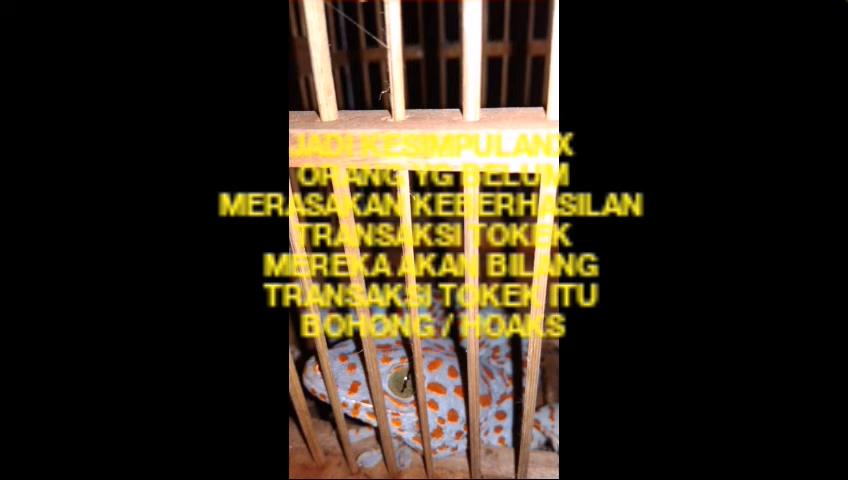 JADI KESIMPULANX
ORANG YG BELUM
MERASAKAN KEBERHASILAN
TRANSAKSI TOKEK
MEREKA AKAN BILANG
TRANSAKSI TOKEK ITU
BOHONG / HOAKS